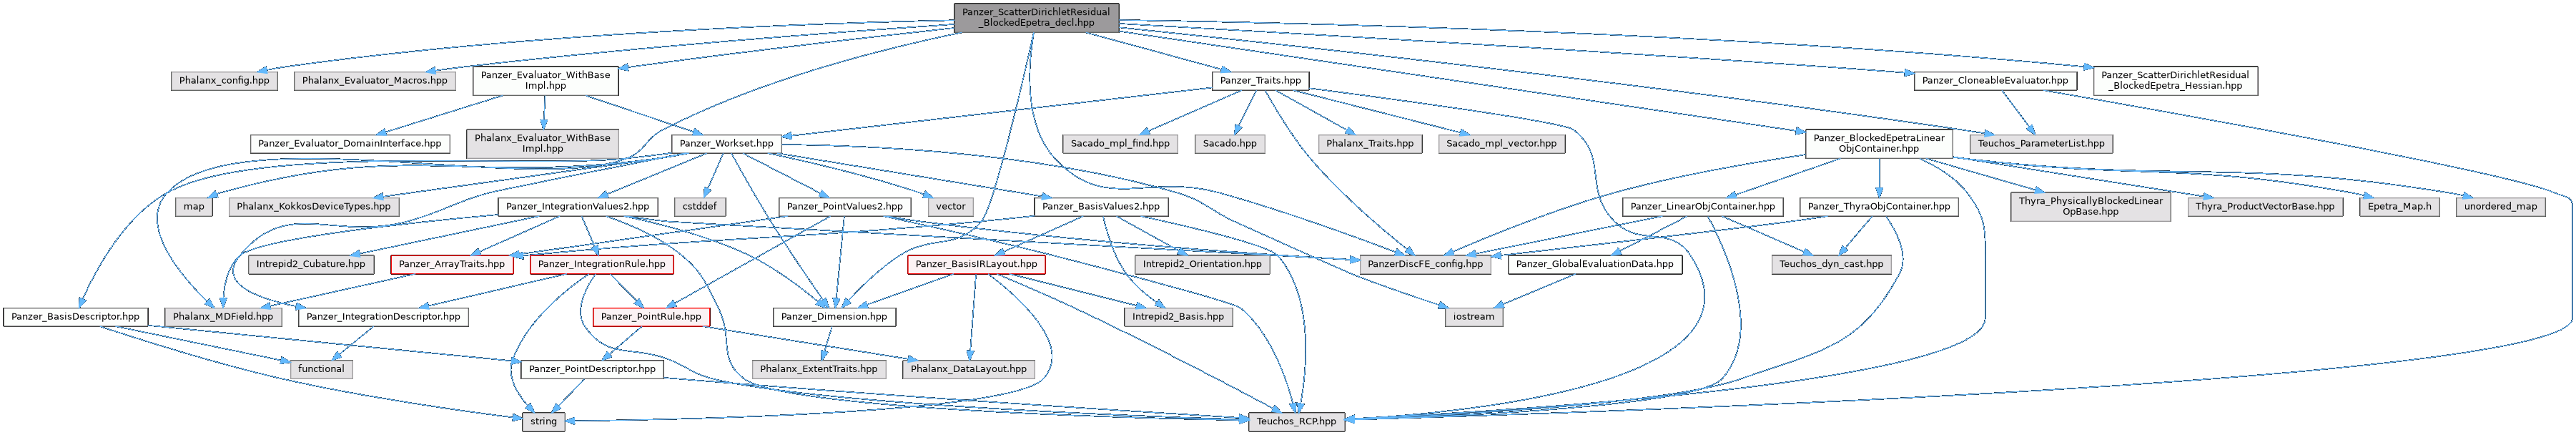 Panzer_ScatterDirichletResidual
_BlockedEpetra_decl.hpp
Phalanx_config.hpp
Phalanx_Evaluator_Macros.hpp
Panzer_Evaluator_WithBase
Impl.hpp
Panzer_Traits.hpp
Panzer_CloneableEvaluator.hpp
Panzer_ScatterDirichletResidual
_BlockedEpetra_Hessian.hpp
Panzer_Evaluator_DomainInterface.hpp
Phalanx_Evaluator_WithBase
Impl.hpp
Panzer_Workset.hpp
Sacado_mpl_find.hpp
Sacado.hpp
Phalanx_Traits.hpp
Sacado_mpl_vector.hpp
Panzer_BlockedEpetraLinear
ObjContainer.hpp
Teuchos_ParameterList.hpp
map
Phalanx_KokkosDeviceTypes.hpp
Panzer_IntegrationValues2.hpp
cstddef
Panzer_PointValues2.hpp
vector
Panzer_BasisValues2.hpp
Panzer_LinearObjContainer.hpp
Panzer_ThyraObjContainer.hpp
Thyra_PhysicallyBlockedLinear
OpBase.hpp
Thyra_ProductVectorBase.hpp
Epetra_Map.h
unordered_map
Intrepid2_Cubature.hpp
Panzer_ArrayTraits.hpp
Panzer_IntegrationRule.hpp
Panzer_BasisIRLayout.hpp
Intrepid2_Orientation.hpp
PanzerDiscFE_config.hpp
Panzer_GlobalEvaluationData.hpp
Teuchos_dyn_cast.hpp
Panzer_BasisDescriptor.hpp
Phalanx_MDField.hpp
Panzer_IntegrationDescriptor.hpp
Panzer_PointRule.hpp
Panzer_Dimension.hpp
Intrepid2_Basis.hpp
iostream
functional
Panzer_PointDescriptor.hpp
Phalanx_ExtentTraits.hpp
Phalanx_DataLayout.hpp
string
Teuchos_RCP.hpp